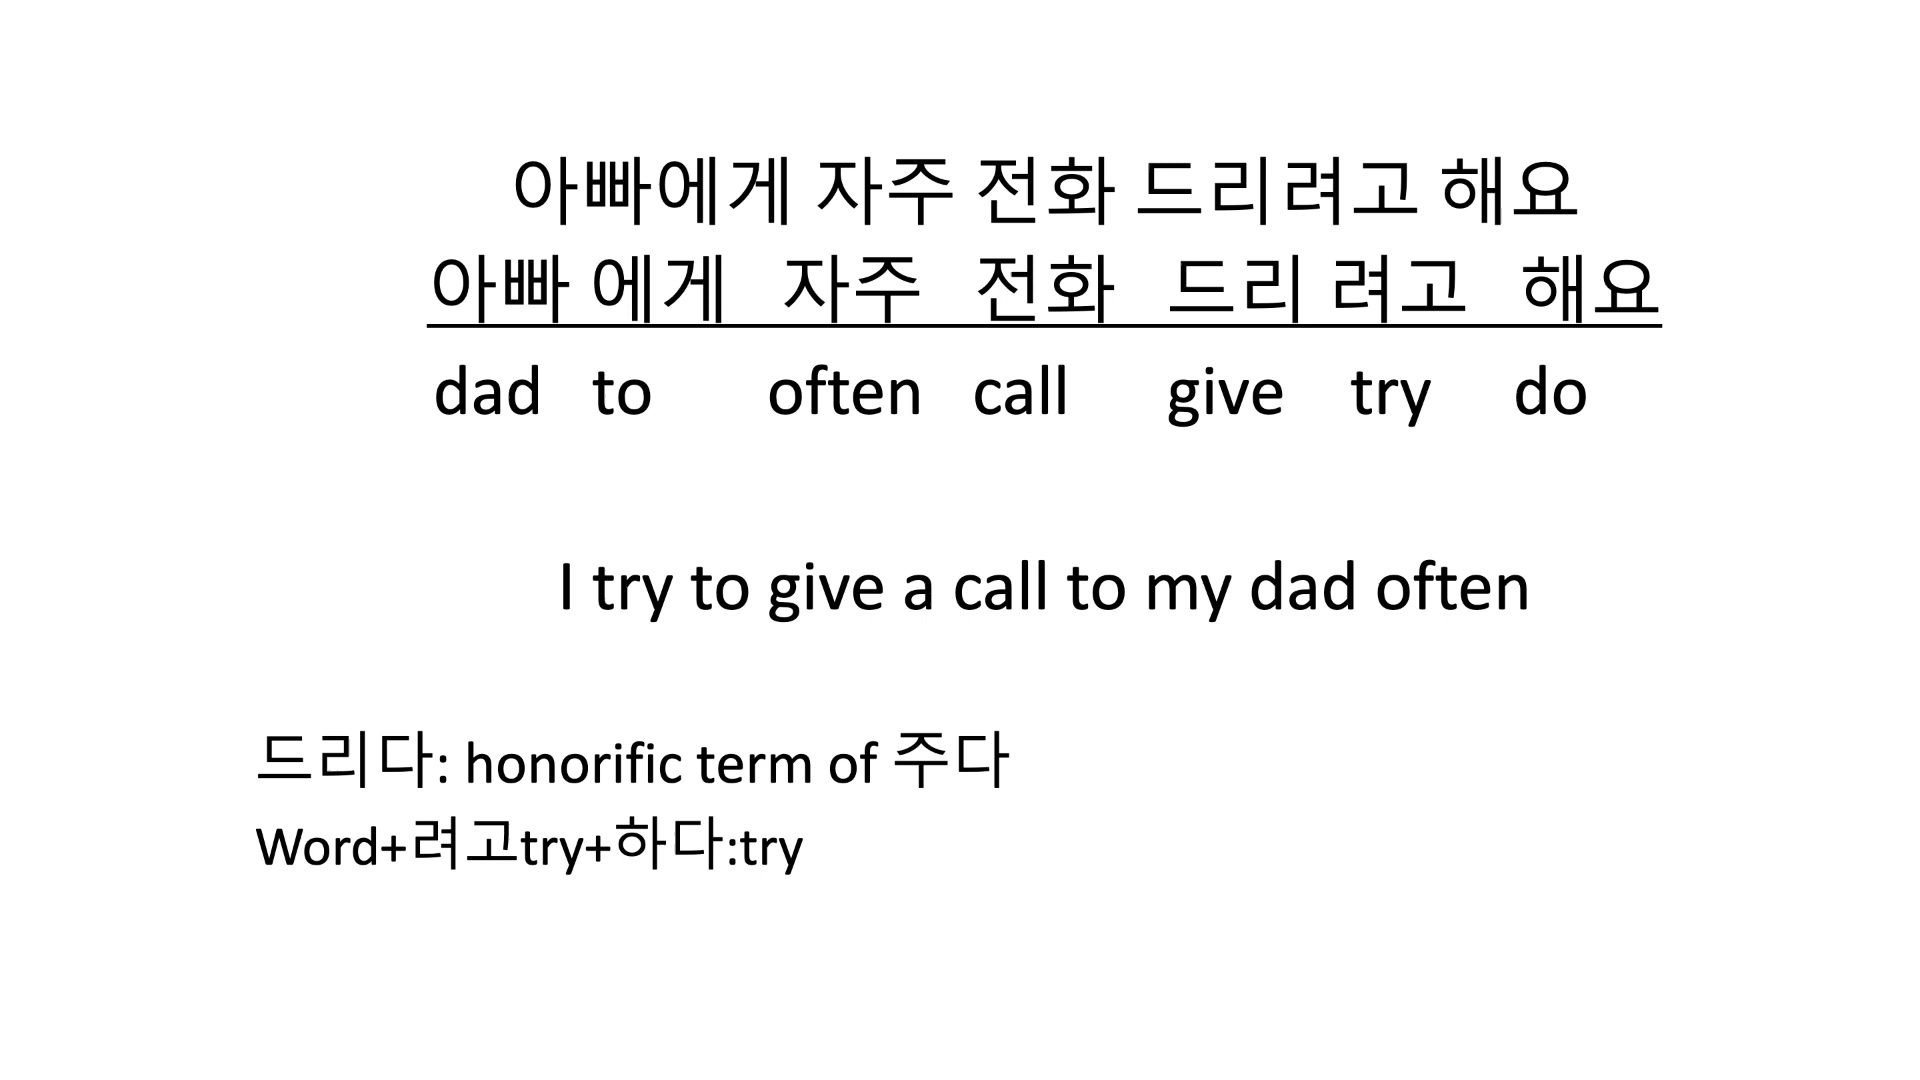 아빠에게 자주 전화 드리려고 해요
아빠 에게 자주 전화 드리 려고 해요
dad to often call give try do
I try to give a call to my dad often
드리다: honorific term of 주다
Word+려고try+하다:try